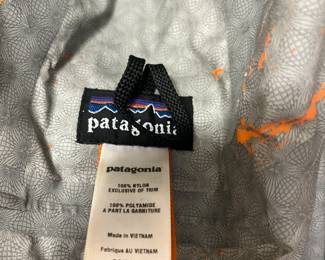 patagonia
patagonia
100% NYLON
EXCLUSIVE OF TRIM
100% POLYAMIDE
A PART LA GARNITURE
Made in VIETNAM
Fabriqué AU VIETNAM